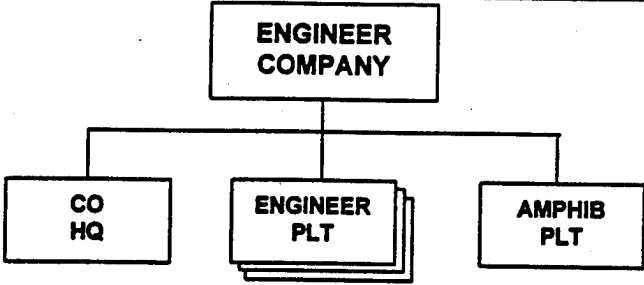 ENGINEER
COMPANY
CO
HQ
ENGINEER
PLT
AMPHIB
PLT